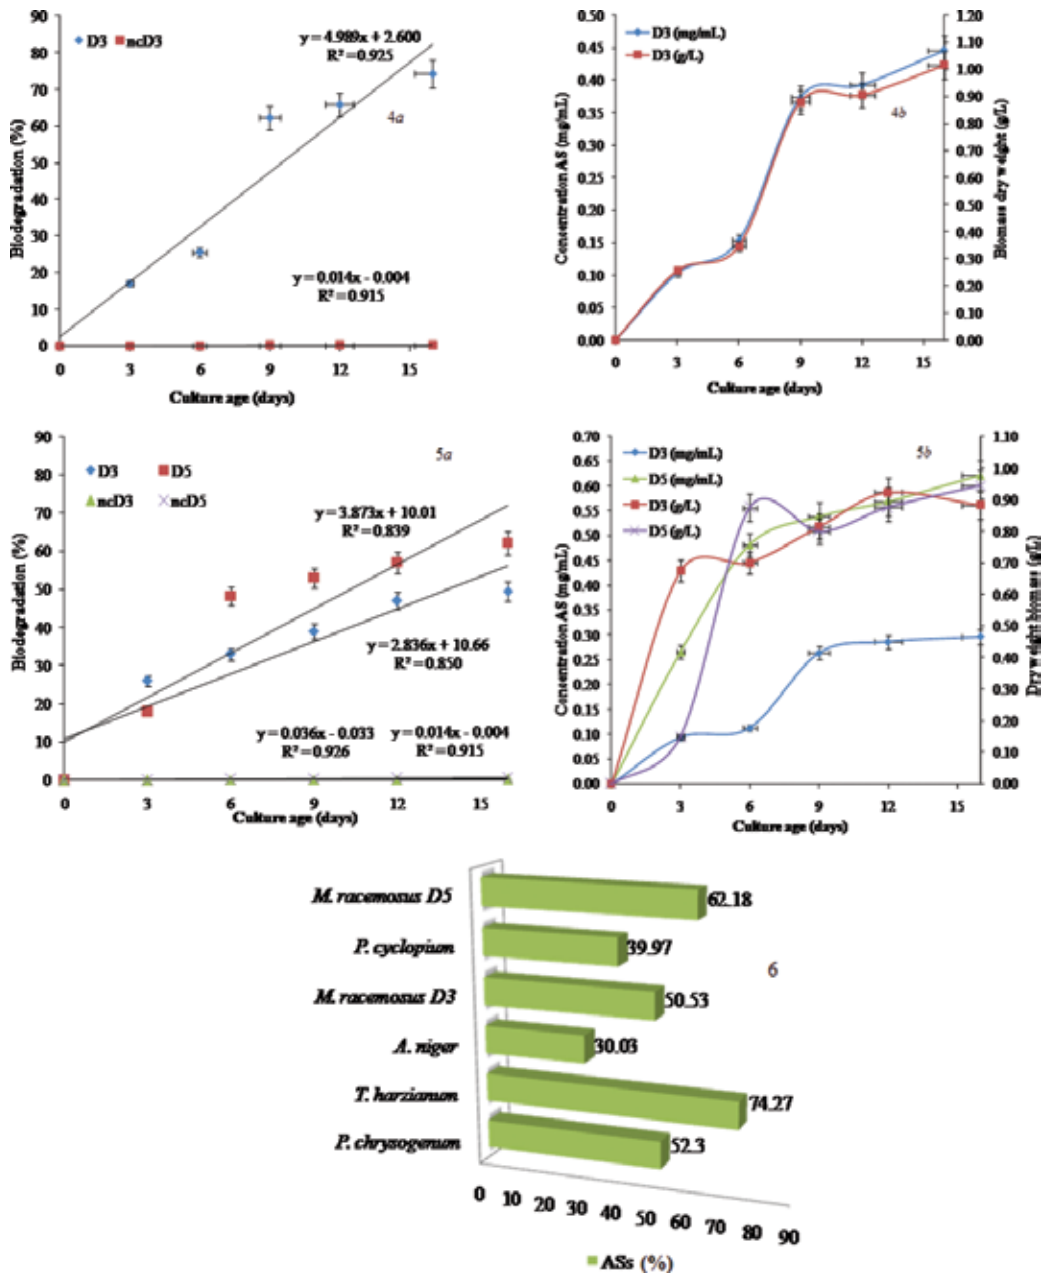 D3 ncD3
y = 4.989x + 2.600
R² = 0.925
4a
y = 0.014x - 0.004
R² = 0.915
Biodegradation (%)
90
80
70
60
50
40
30
20
10
0
0 3 6 9 12 15
Culture age (days)
D3 (mg/mL)
D3 (g/L)
4b
Concentration AS (mg/mL)
0.50
0.45
0.40
0.35
0.30
0.25
0.20
0.15
0.10
0.05
0.00
1.20
1.10
1.00
0.90
0.80
0.70
0.60
0.50
0.40
0.30
0.20
0.10
0.00
Biomass dry weight (g/L)
0 3 6 9 12 15
Culture age (days)
5a
D3 D5
ncD3 ncD5
y = 3.873x + 10.01
R² = 0.839
y = 2.836x + 10.66
R² = 0.850
y = 0.036x - 0.033
R² = 0.926
y = 0.014x - 0.004
R² = 0.915
Biodegradation (%)
90
80
70
60
50
40
30
20
10
0
0 3 6 9 12 15
Culture age (days)
5b
D3 (mg/mL)
D5 (mg/mL)
D3 (g/L)
D5 (g/L)
Concentration AS (mg/mL)
0.70
0.65
0.60
0.55
0.50
0.45
0.40
0.35
0.30
0.25
0.20
0.15
0.10
0.05
0.00
1.10
1.00
0.90
0.80
0.70
0.60
0.50
0.40
0.30
0.20
0.10
0.00
Dry weight biomass (g/L)
0 3 6 9 12 15
Culture age (days)
M. racemosus D5 62.18
P. cyclopium 39.97
6
M. racemosus D3 50.53
A. niger 30.03
T. harzianum 74.27
P. chrysogenum 52.3
0 10 20 30 40 50 60 70 80 90
ASs (%)